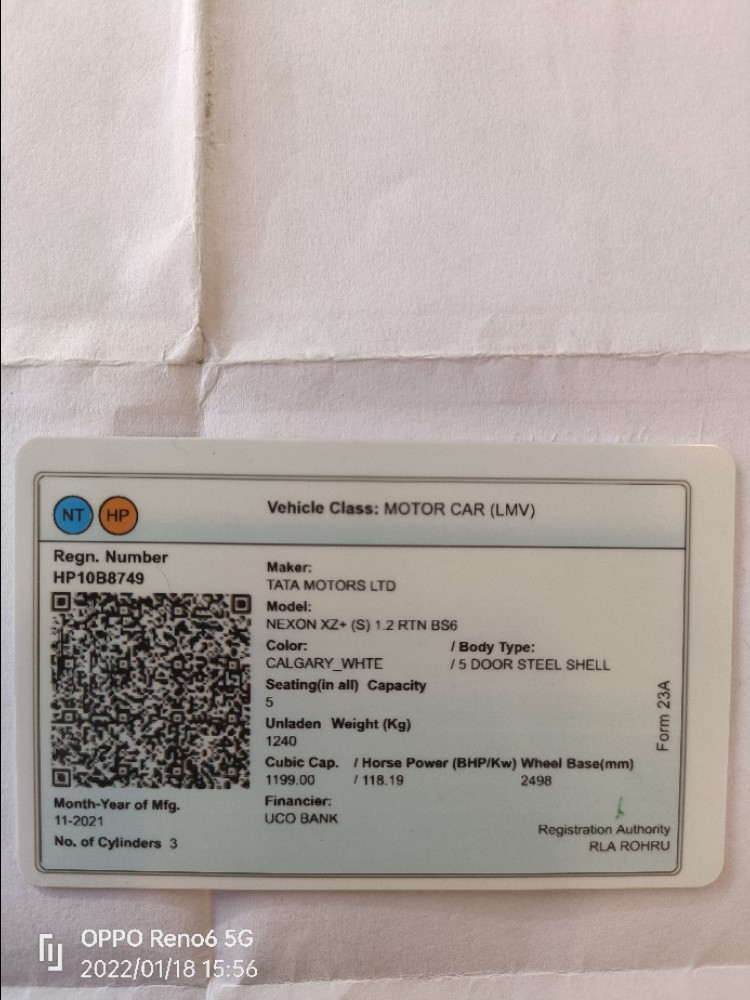 NT HP Vehicle Class: MOTOR CAR (LMV)
Regn. Number
HP10B8749
Maker:
TATA MOTORS LTD
Model:
NEXON XZ+ (S) 1.2 RTN BS6
Color: / Body Type:
CALGARY_WHTE / 5 DOOR STEEL SHELL
Seating(in all) Capacity
5
Unladen Weight (Kg)
1240
Cubic Cap. / Horse Power (BHP/Kw) Wheel Base(mm)
1199.00 / 118.19 2498
Financier:
UCO BANK
Month-Year of Mfg.
11-2021
No. of Cylinders 3
Form 23A
Registration Authority
RLA ROHRU
OPPO Reno6 5G
2022/01/18 15:56